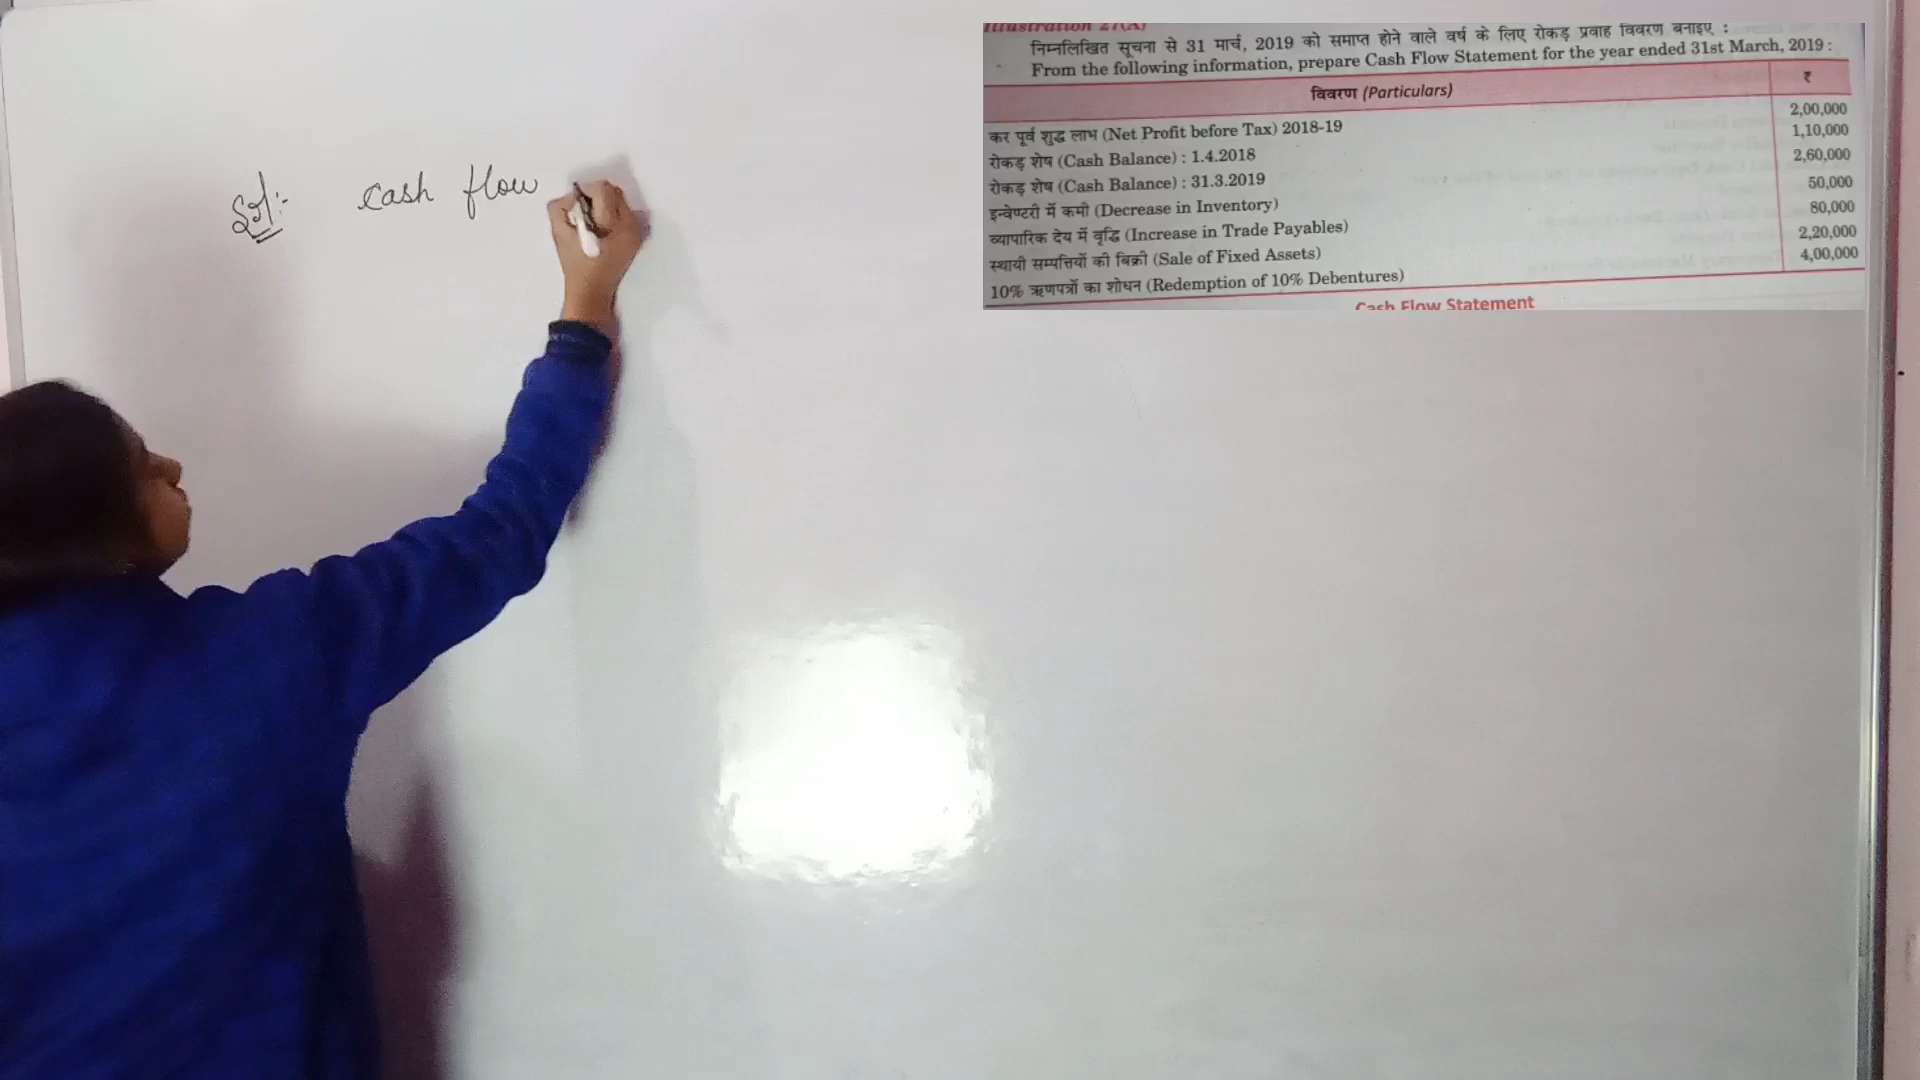 Sol:-
Cash flow
Illustration 27(A)
निम्नलिखित सूचना से 31 मार्च, 2019 को समाप्त होने वाले वर्ष के लिए रोकड़ प्रवाह विवरण बनाइए :
From the following information, prepare Cash Flow Statement for the year ended 31st March, 2019 :
विवरण (Particulars) ₹
कर पूर्व शुद्ध लाभ (Net Profit before Tax) 2018-19 2,00,000
रोकड़ शेष (Cash Balance) : 1.4.2018 1,10,000
रोकड़ शेष (Cash Balance) : 31.3.2019 2,60,000
इन्वेण्टरी में कमी (Decrease in Inventory) 50,000
व्यापारिक देय में वृद्धि (Increase in Trade Payables) 80,000
स्थायी सम्पत्तियों की बिक्री (Sale of Fixed Assets) 2,20,000
10% ऋणपत्रों का शोधन (Redemption of 10% Debentures) 4,00,000
Cash Flow Statement